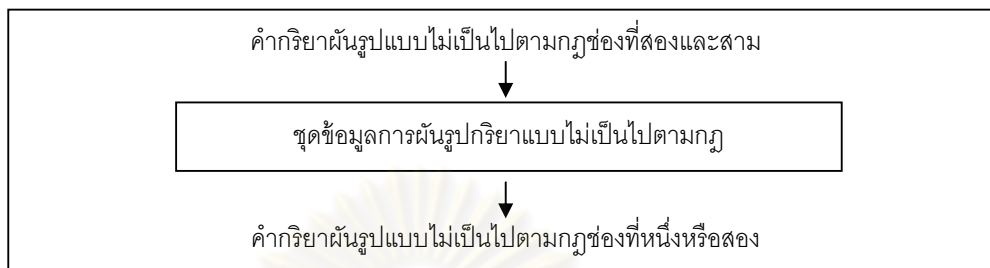 คำกริยาผันรูปแบบไม่เป็นไปตามกฎช่องที่สองและสาม
ชุดข้อมูลการผันรูปกริยาแบบไม่เป็นไปตามกฎ
คำกริยาผันรูปแบบไม่เป็นไปตามกฎช่องที่หนึ่งหรือสอง